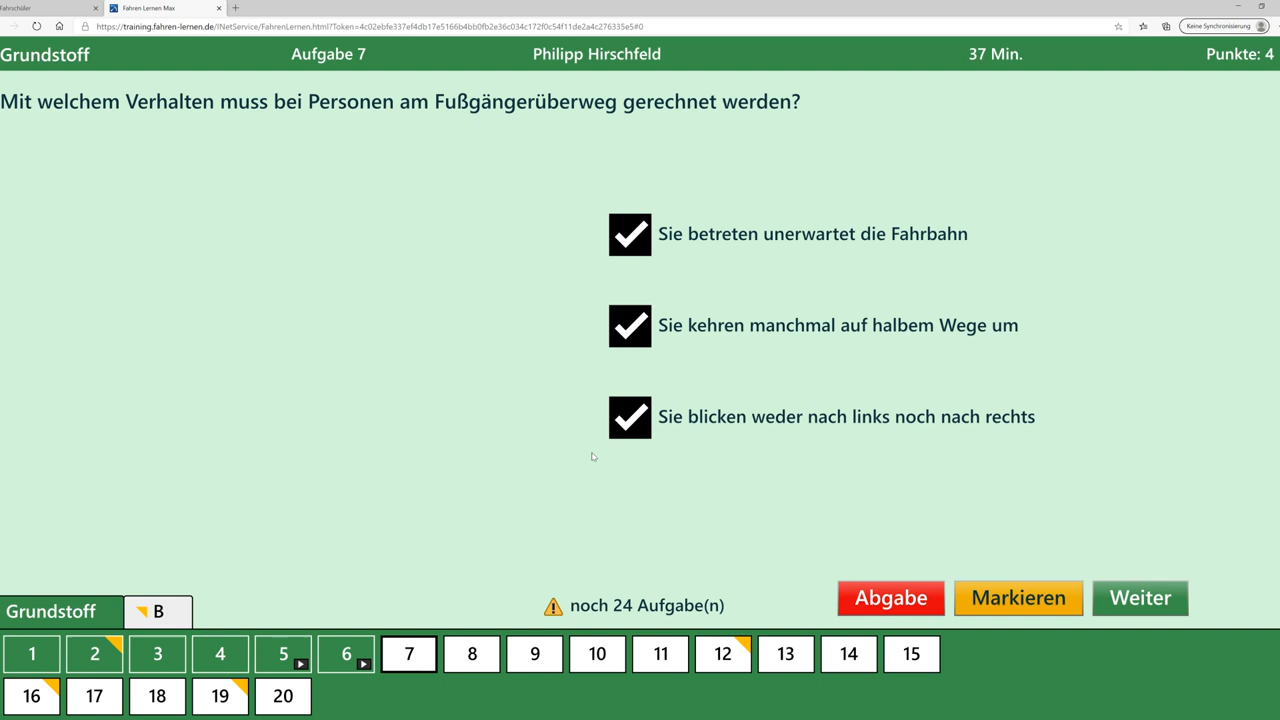 Fahrschüler
Fahren Lernen Max
https://training.fahren-lernen.de/INetService/FahrenLernen.html?Token=4c02ebfe337ef4db17e5166b4bb0fb2e36c034c172f0c54f11de2a4c276335e5#0
Keine Synchronisierung
Grundstoff Aufgabe 7 Philipp Hirschfeld 37 Min. Punkte: 4
Mit welchem Verhalten muss bei Personen am Fußgängerüberweg gerechnet werden?
Sie betreten unerwartet die Fahrbahn
Sie kehren manchmal auf halbem Wege um
Sie blicken weder nach links noch nach rechts
Grundstoff B noch 24 Aufgabe(n) Abgabe Markieren Weiter
1 2 3 4 5 6 7 8 9 10 11 12 13 14 15
16 17 18 19 20